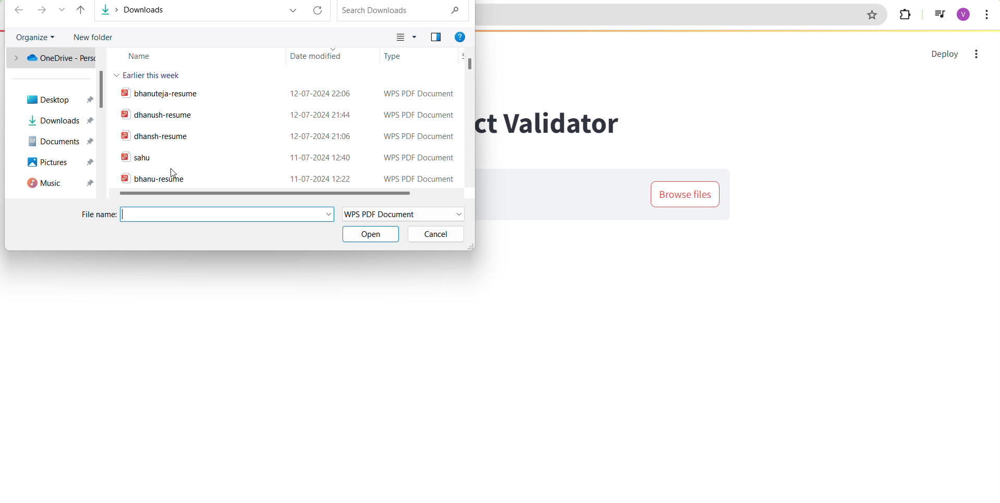 Downloads
Search Downloads
V
Organize
New folder
?
OneDrive - Pers
Name
Date modified
Type
Deploy
Earlier this week
Desktop
bhanuteja-resume 12-07-2024 22:06 WPS PDF Document
Downloads
dhanush-resume 12-07-2024 21:44 WPS PDF Document
ct Validator
Documents
dhansh-resume 12-07-2024 21:06 WPS PDF Document
Pictures
sahu 11-07-2024 12:40 WPS PDF Document
Music
bhanu-resume 11-07-2024 12:22 WPS PDF Document
Browse files
File name:
WPS PDF Document
Open
Cancel